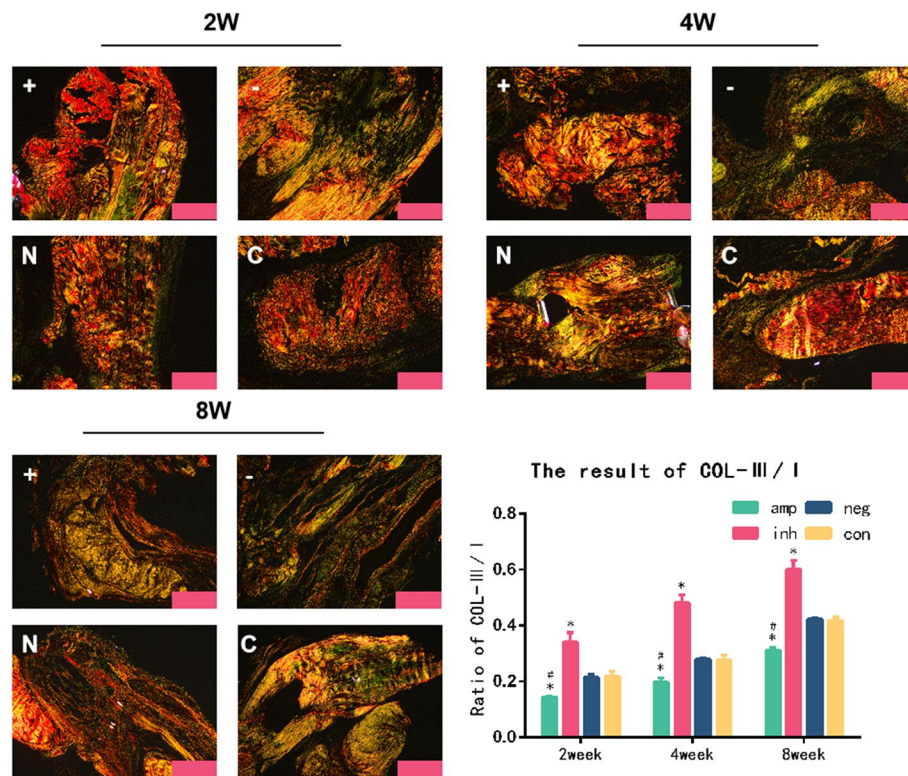 2W
4W
+
-
+
-
N
C
N
C
8W
+
-
N
C
The result of COL-III/I
amp
neg
inh
con
Ratio of COL-III/I
0.8
0.6
0.4
0.2
0.0
#
*
*
#
*
*
#
*
*
2week
4week
8week